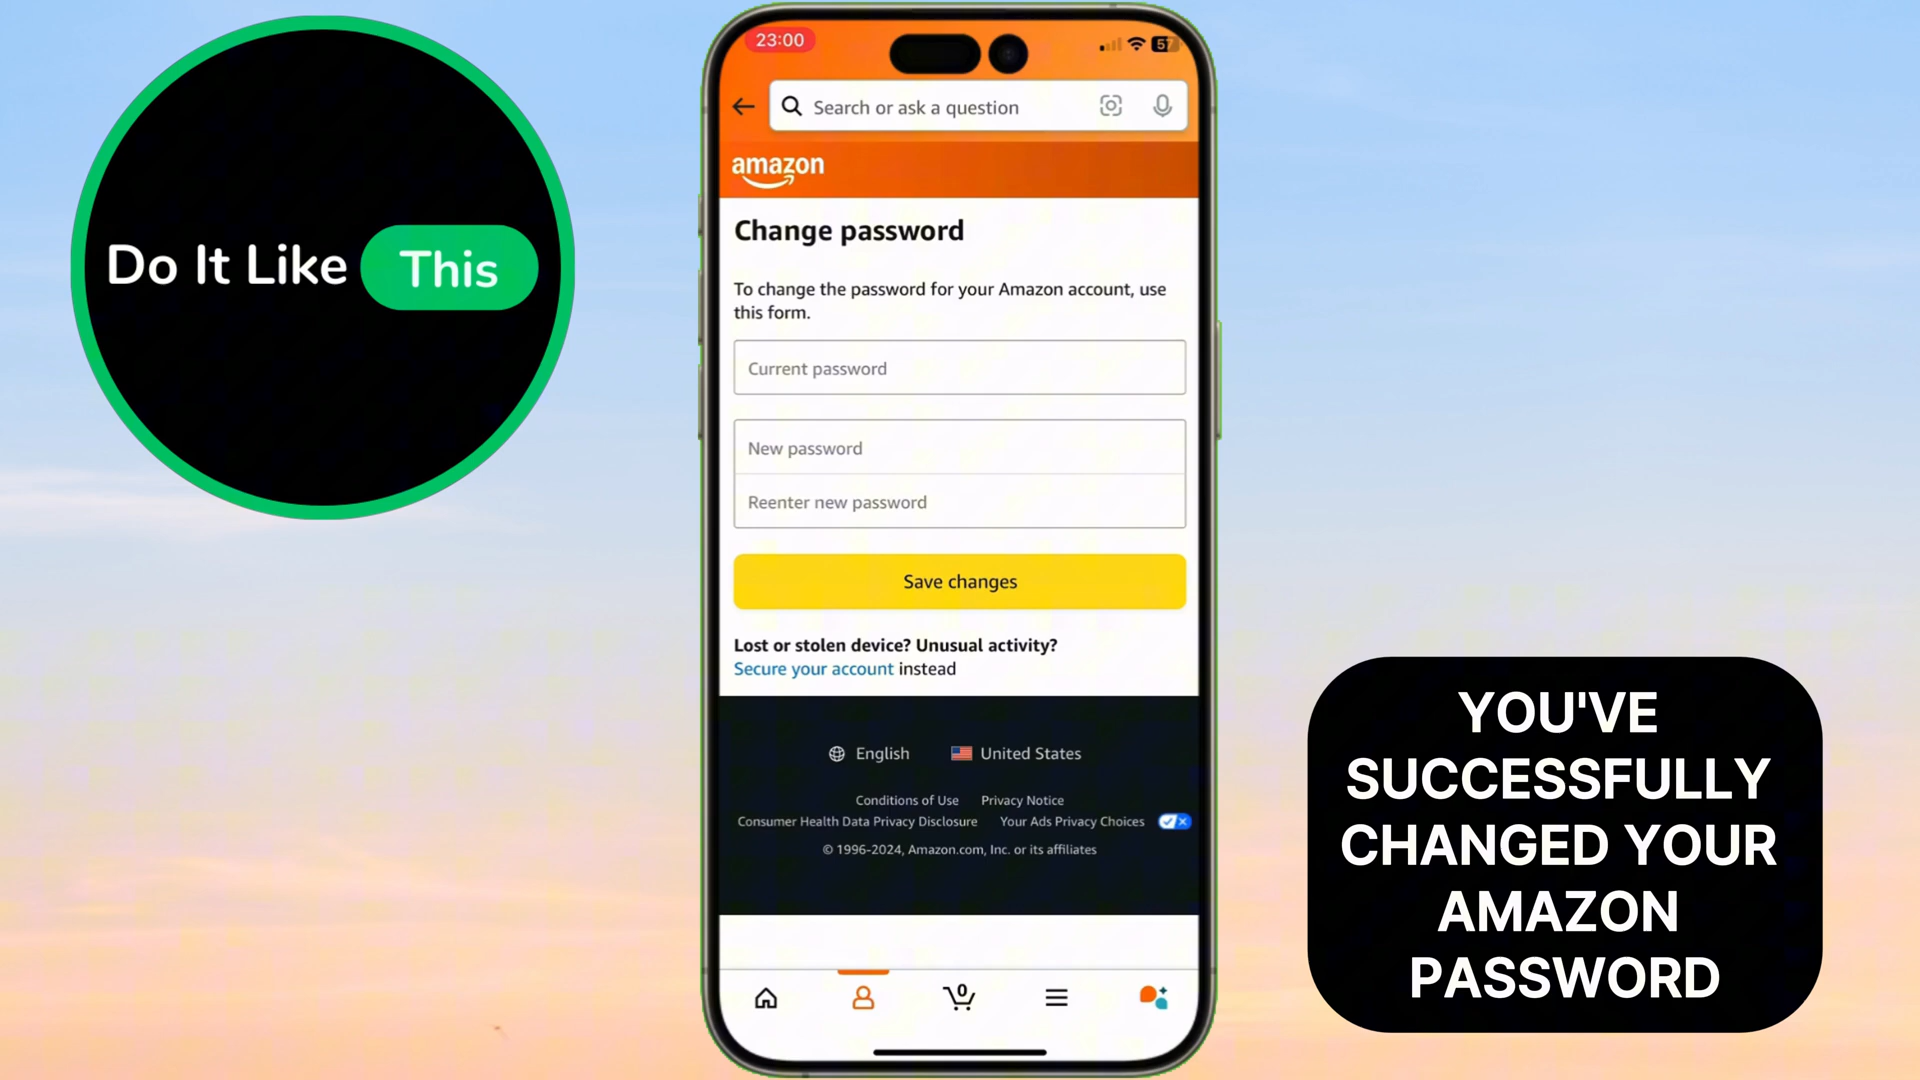 Do It Like This
23:00
57
Search or ask a question
amazon
Change password
To change the password for your Amazon account, use
this form.
Current password
New password
Reenter new password
Save changes
Lost or stolen device? Unusual activity?
Secure your account instead
English United States
Conditions of Use Privacy Notice
Consumer Health Data Privacy Disclosure Your Ads Privacy Choices
© 1996-2024, Amazon.com, Inc. or its affiliates
0
YOU'VE
SUCCESSFULLY
CHANGED YOUR
AMAZON
PASSWORD